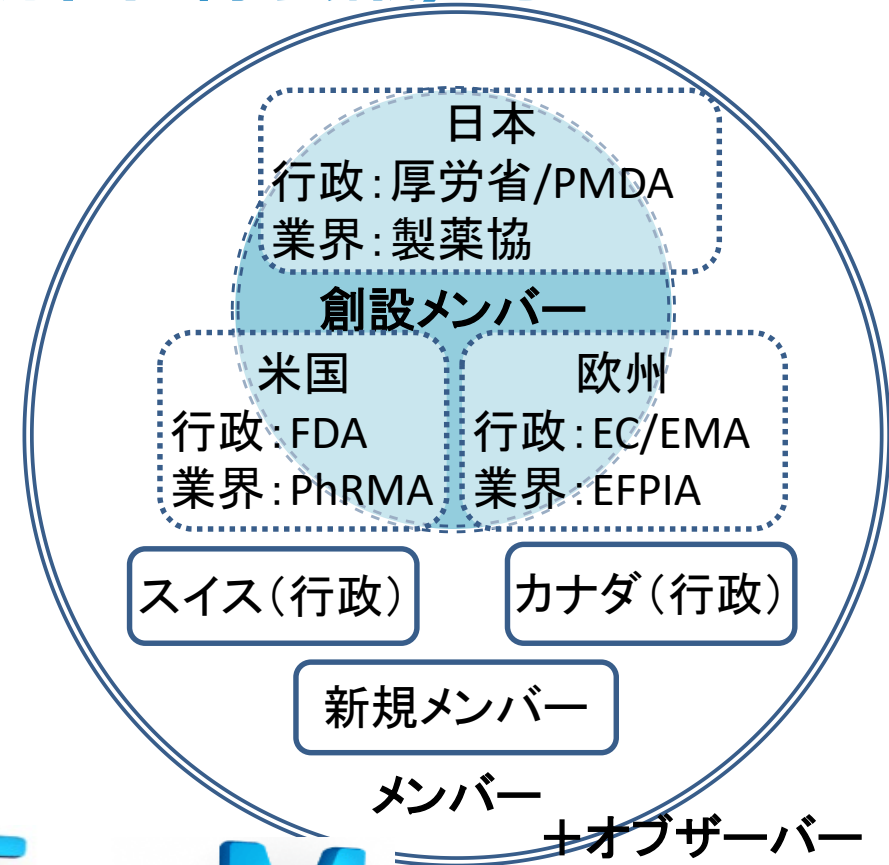 日本
行政：厚労省/PMDA
業界：製薬協
創設メンバー
米国
行政：FDA
業界：PhRMA
欧州
行政：EC/EMA
業界：EFPIA
スイス（行政）
カナダ（行政）
新規メンバー
メンバー
＋オブザーバー